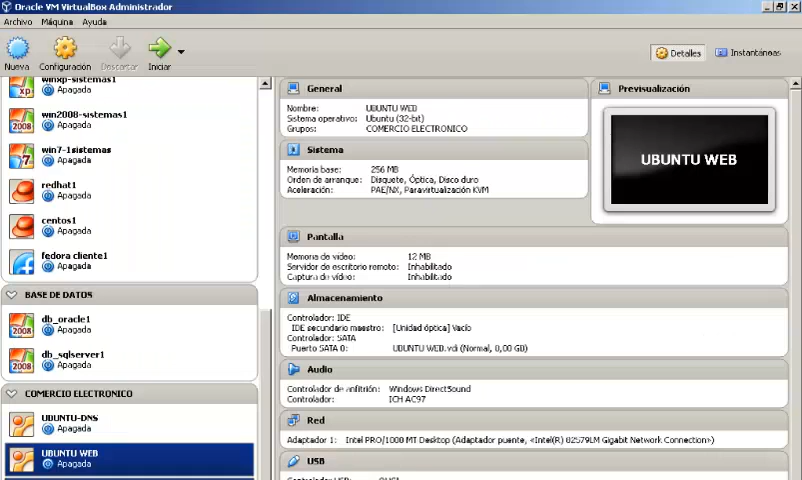 Oracle VM VirtualBox Administrador
Archivo Máquina Ayuda
Nueva Configuración Descartar Iniciar
Detalles Instantáneas
winxp-sistemas1
Apagada
win2008-sistemas1
Apagada
win7-1sistemas
Apagada
redhat1
Apagada
centos1
Apagada
fedora cliente1
Apagada
BASE DE DATOS
db_oracle1
Apagada
db_sqlserver1
Apagada
COMERCIO ELECTRONICO
UBUNTU-DNS
Apagada
UBUNTU WEB
Apagada
General
Nombre: UBUNTU WEB
Sistema operativo: Ubuntu (32-bit)
Grupos: COMERCIO ELECTRONICO
Sistema
Memoria base: 256 MB
Orden de arranque: Disquete, Óptica, Disco duro
Aceleración: PAE/NX, Paravirtualización KVM
Previsualización
UBUNTU WEB
Pantalla
Memoria de vídeo: 12 MB
Servidor de escritorio remoto: Inhabilitado
Captura de vídeo: Inhabilitado
Almacenamiento
Controlador: IDE
IDE secundario maestro: [Unidad óptica] Vacío
Controlador: SATA
Puerto SATA 0: UBUNTU WEB.vdi (Normal, 8,00 GB)
Audio
Controlador de anfitrión: Windows DirectSound
Controlador: ICH AC97
Red
Adaptador 1: Intel PRO/1000 MT Desktop (Adaptador puente, «Intel(R) 82579LM Gigabit Network Connection»)
USB